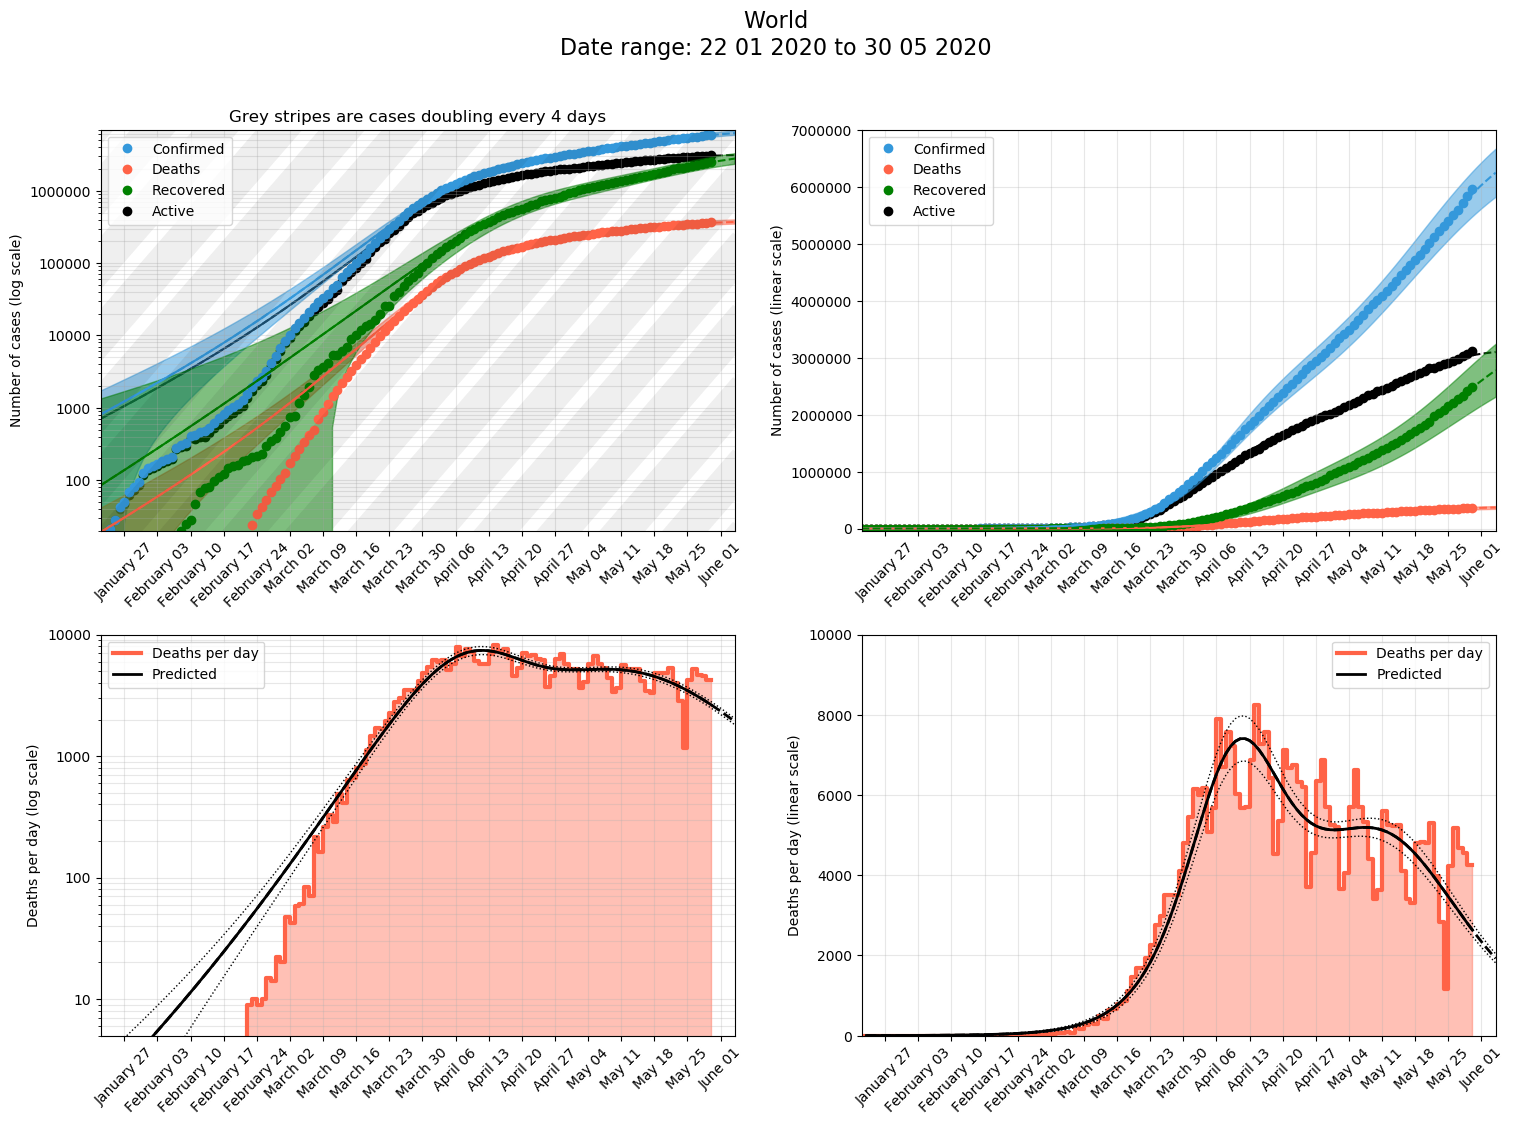 World
Date range: 22 01 2020 to 30 05 2020
Grey stripes are cases doubling every 4 days
Number of cases (log scale)
1000000
100000
10000
1000
100
Confirmed
Deaths
Recovered
Active
January 27
February 03
February 10
February 17
February 24
March 02
March 09
March 16
March 23
March 30
April 06
April 13
April 20
April 27
May 04
May 11
May 18
May 25
June 01
Number of cases (linear scale)
7000000
6000000
5000000
4000000
3000000
2000000
1000000
0
Confirmed
Deaths
Recovered
Active
January 27
February 03
February 10
February 17
February 24
March 02
March 09
March 16
March 23
March 30
April 06
April 13
April 20
April 27
May 04
May 11
May 18
May 25
June 01
Deaths per day (log scale)
10000
1000
100
10
Deaths per day
Predicted
January 27
February 03
February 10
February 17
February 24
March 02
March 09
March 16
March 23
March 30
April 06
April 13
April 20
April 27
May 04
May 11
May 18
May 25
June 01
Deaths per day (linear scale)
10000
8000
6000
4000
2000
0
Deaths per day
Predicted
January 27
February 03
February 10
February 17
February 24
March 02
March 09
March 16
March 23
March 30
April 06
April 13
April 20
April 27
May 04
May 11
May 18
May 25
June 01